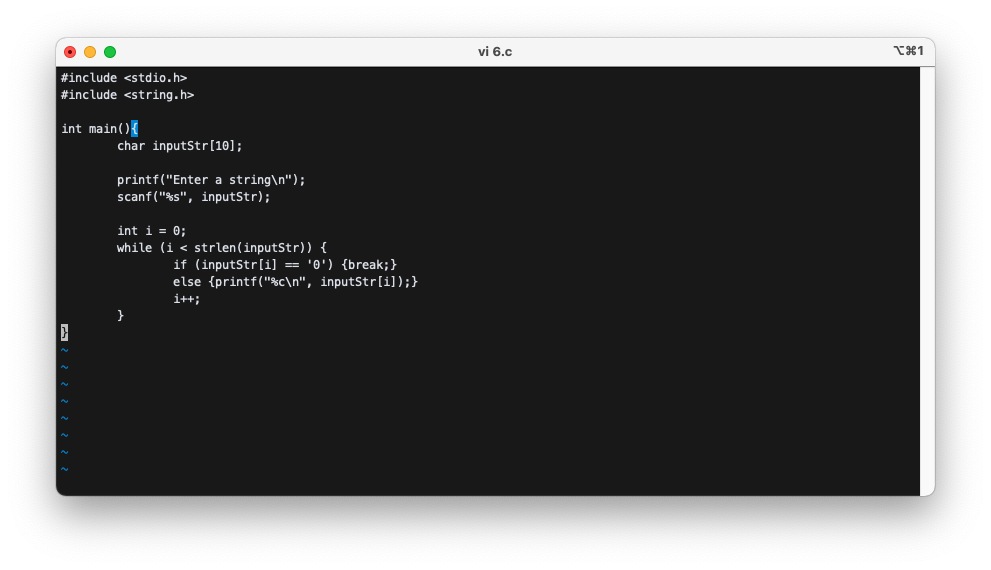 vi 6.c
⌥⌘1
#include <stdio.h>
#include <string.h>

int main(){
        char inputStr[10];

        printf("Enter a string\n");
        scanf("%s", inputStr);

        int i = 0;
        while (i < strlen(inputStr)) {
                if (inputStr[i] == '0') {break;}
                else {printf("%c\n", inputStr[i]);}
                i++;
        }
}
~
~
~
~
~
~
~
~